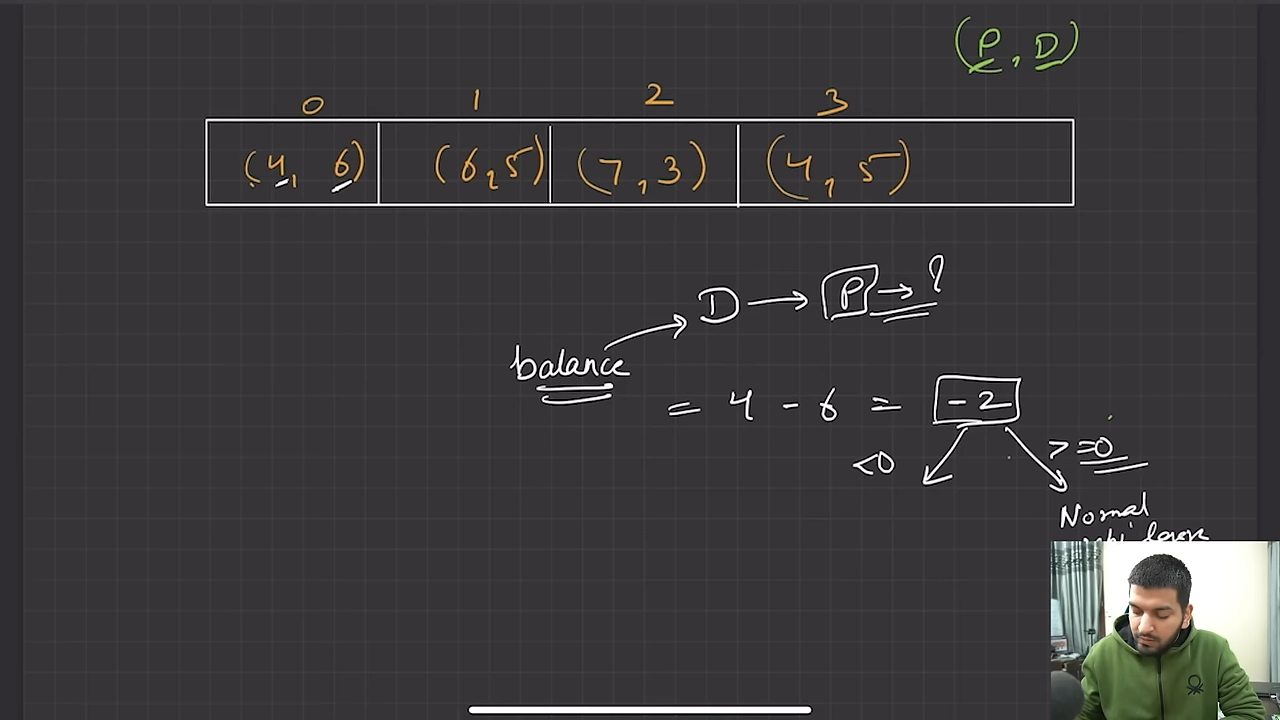 (P, D)
0 1 2 3
(4, 6) (6, 5) (7, 3) (4, 5)
D → P → ?
balance
= 4 - 6 = -2
<0 >=0
Normal